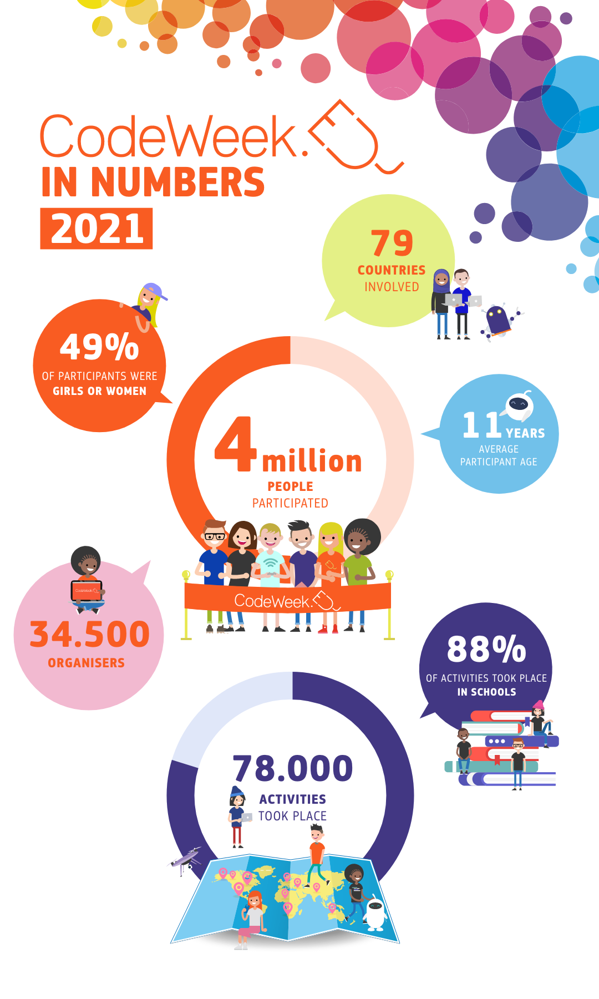 CodeWeek.
IN NUMBERS
2021
79
COUNTRIES
INVOLVED
49%
OF PARTICIPANTS WERE
GIRLS OR WOMEN
4 million
PEOPLE
PARTICIPATED
11 YEARS
AVERAGE
PARTICIPANT AGE
CodeWeek
34.500
ORGANISERS
CodeWeek.
88%
OF ACTIVITIES TOOK PLACE
IN SCHOOLS
78.000
ACTIVITIES
TOOK PLACE